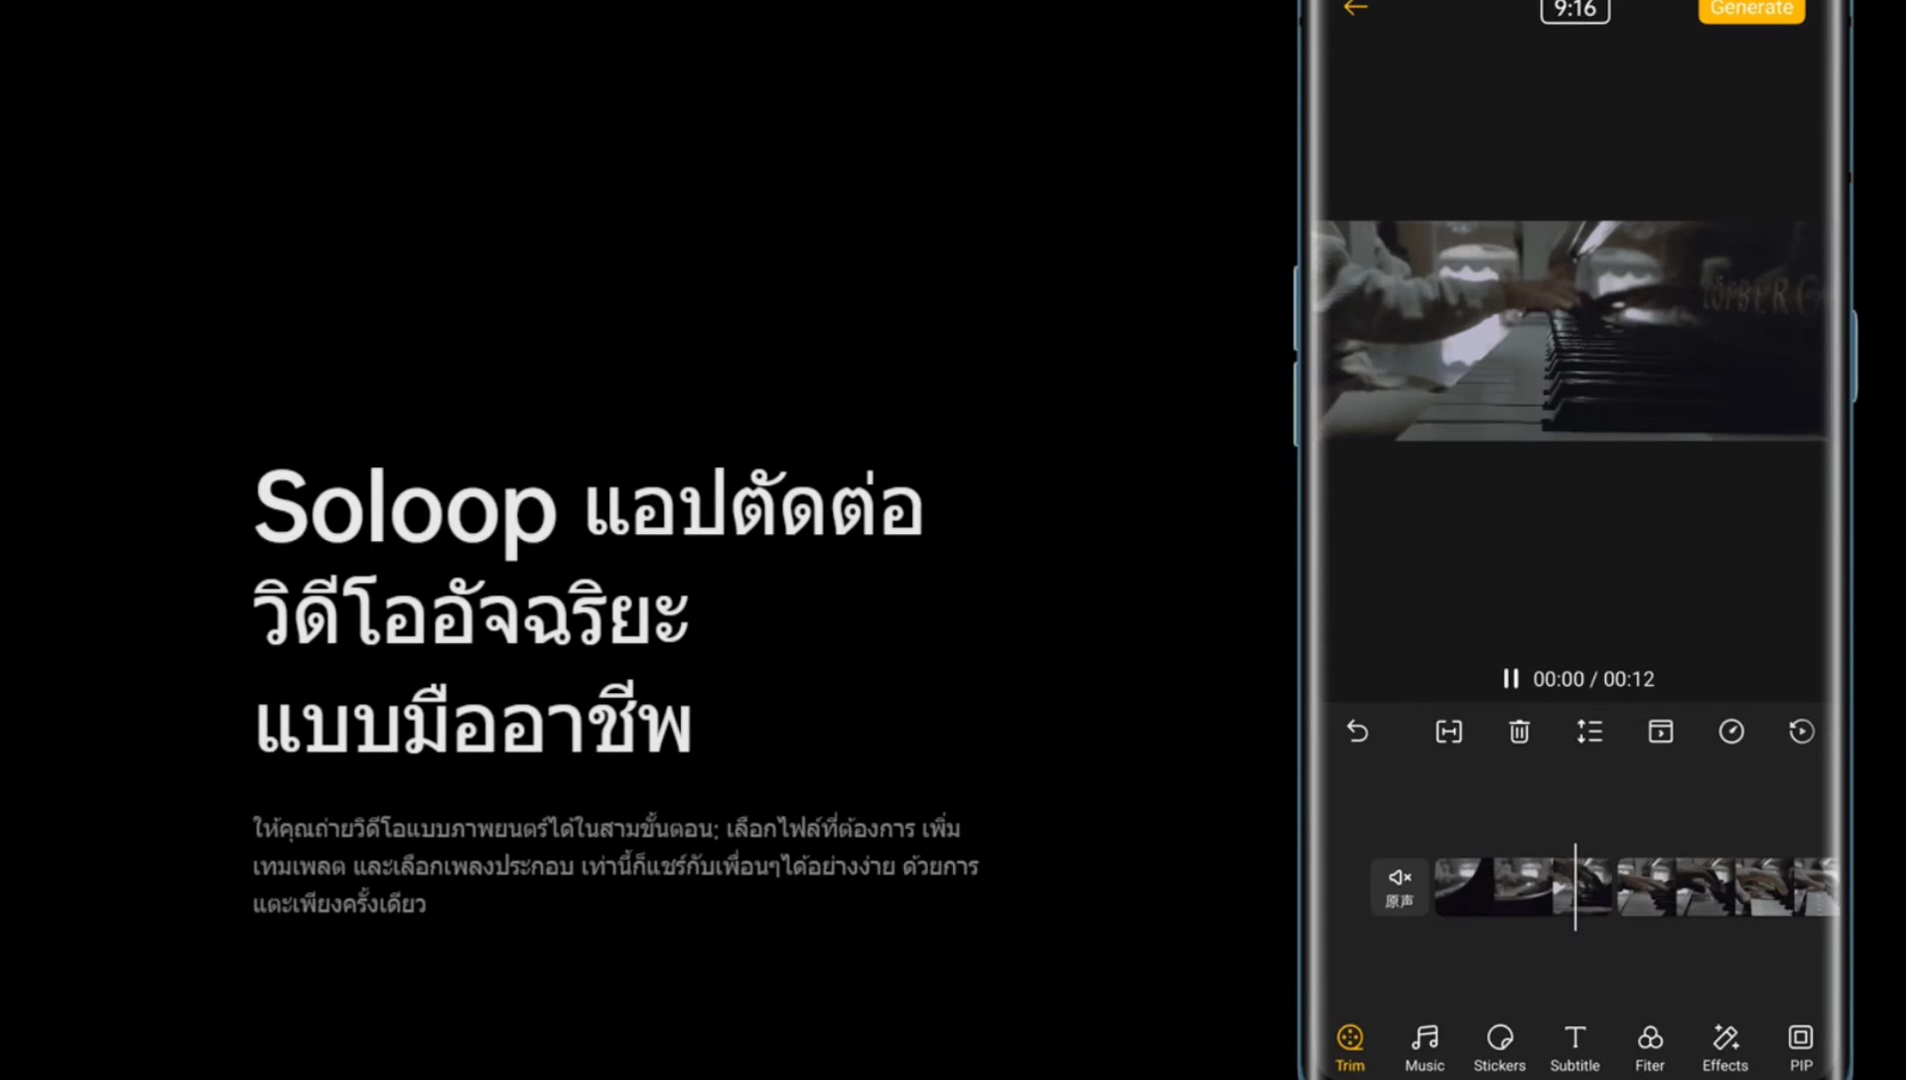 9:16
Generate
Soloop แอปตัดต่อ
วิดีโออัจฉริยะ
แบบมืออาชีพ
ให้คุณถ่ายวิดีโอแบบภาพยนตร์ได้ในสามขั้นตอน: เลือกไฟล์ที่ต้องการ เพิ่ม
เทมเพลต และเลือกเพลงประกอบ เท่านี้ก็แชร์กับเพื่อนๆได้อย่างง่าย ด้วยการ
แตะเพียงครั้งเดียว
00:00 / 00:12
原声
Trim Music Stickers Subtitle Fiter Effects PIP